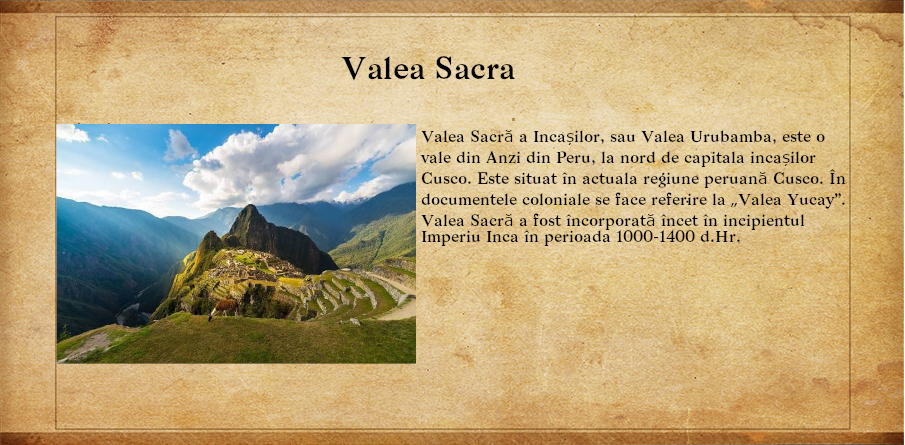 Valea Sacra
Valea Sacră a Incașilor, sau Valea Urubamba, este o
vale din Anzi din Peru, la nord de capitala incașilor
Cusco. Este situat în actuala regiune peruană Cusco. În
documentele coloniale se face referire la „Valea Yucay”.
Valea Sacră a fost încorporată încet în incipientul
Imperiu Inca în perioada 1000-1400 d.Hr.